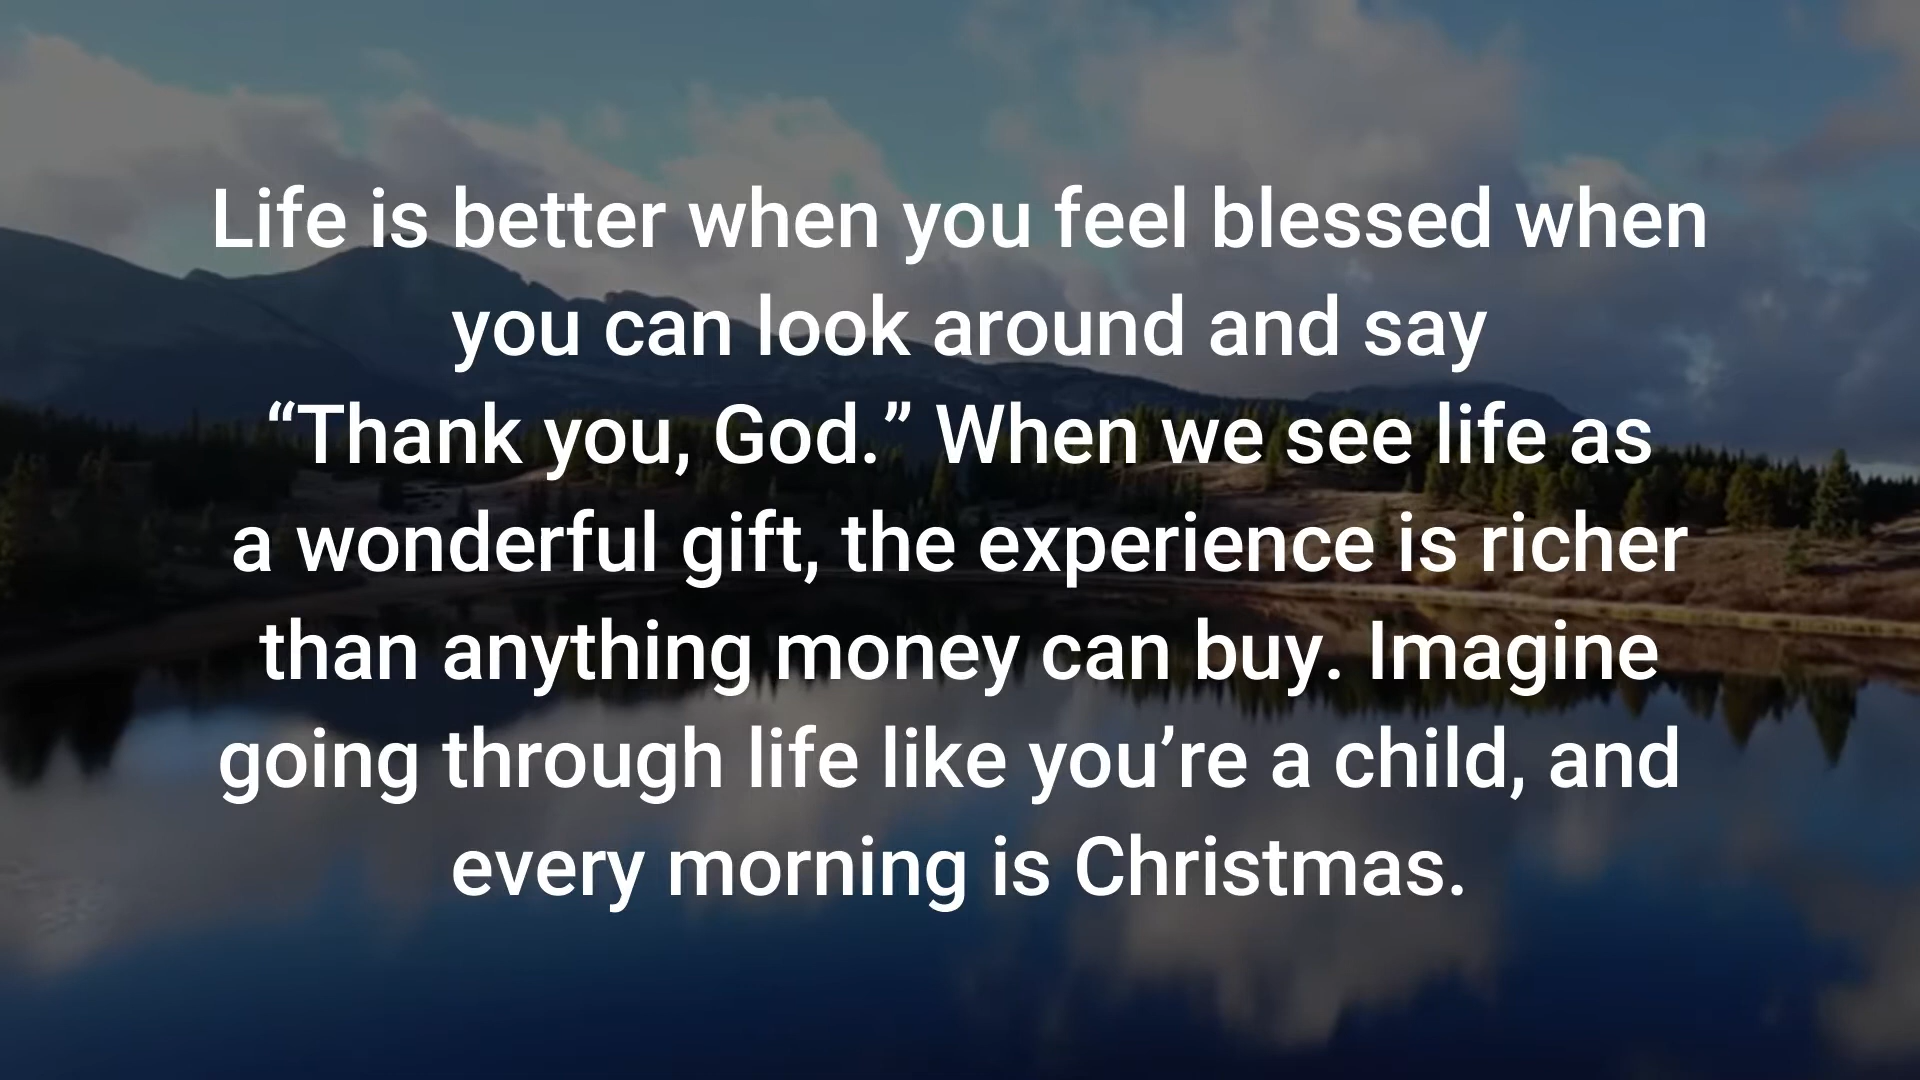 Life is better when you feel blessed when
you can look around and say
“Thank you, God.” When we see life as
a wonderful gift, the experience is richer
than anything money can buy. Imagine
going through life like you’re a child, and
every morning is Christmas.